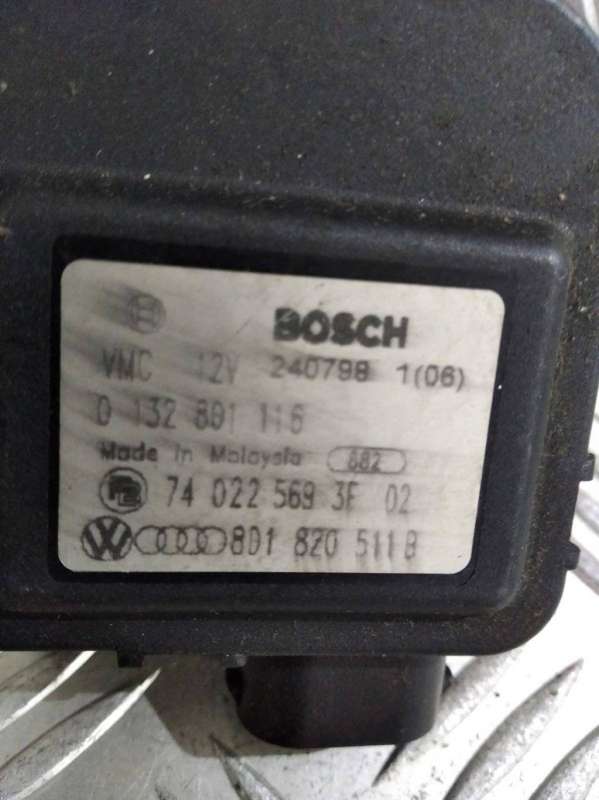 BOSCH
VMC 12V 240798 1(06)
0 132 801 116
Made in Malaysia 882
74 022 569 3F 02
8D1 820 511B